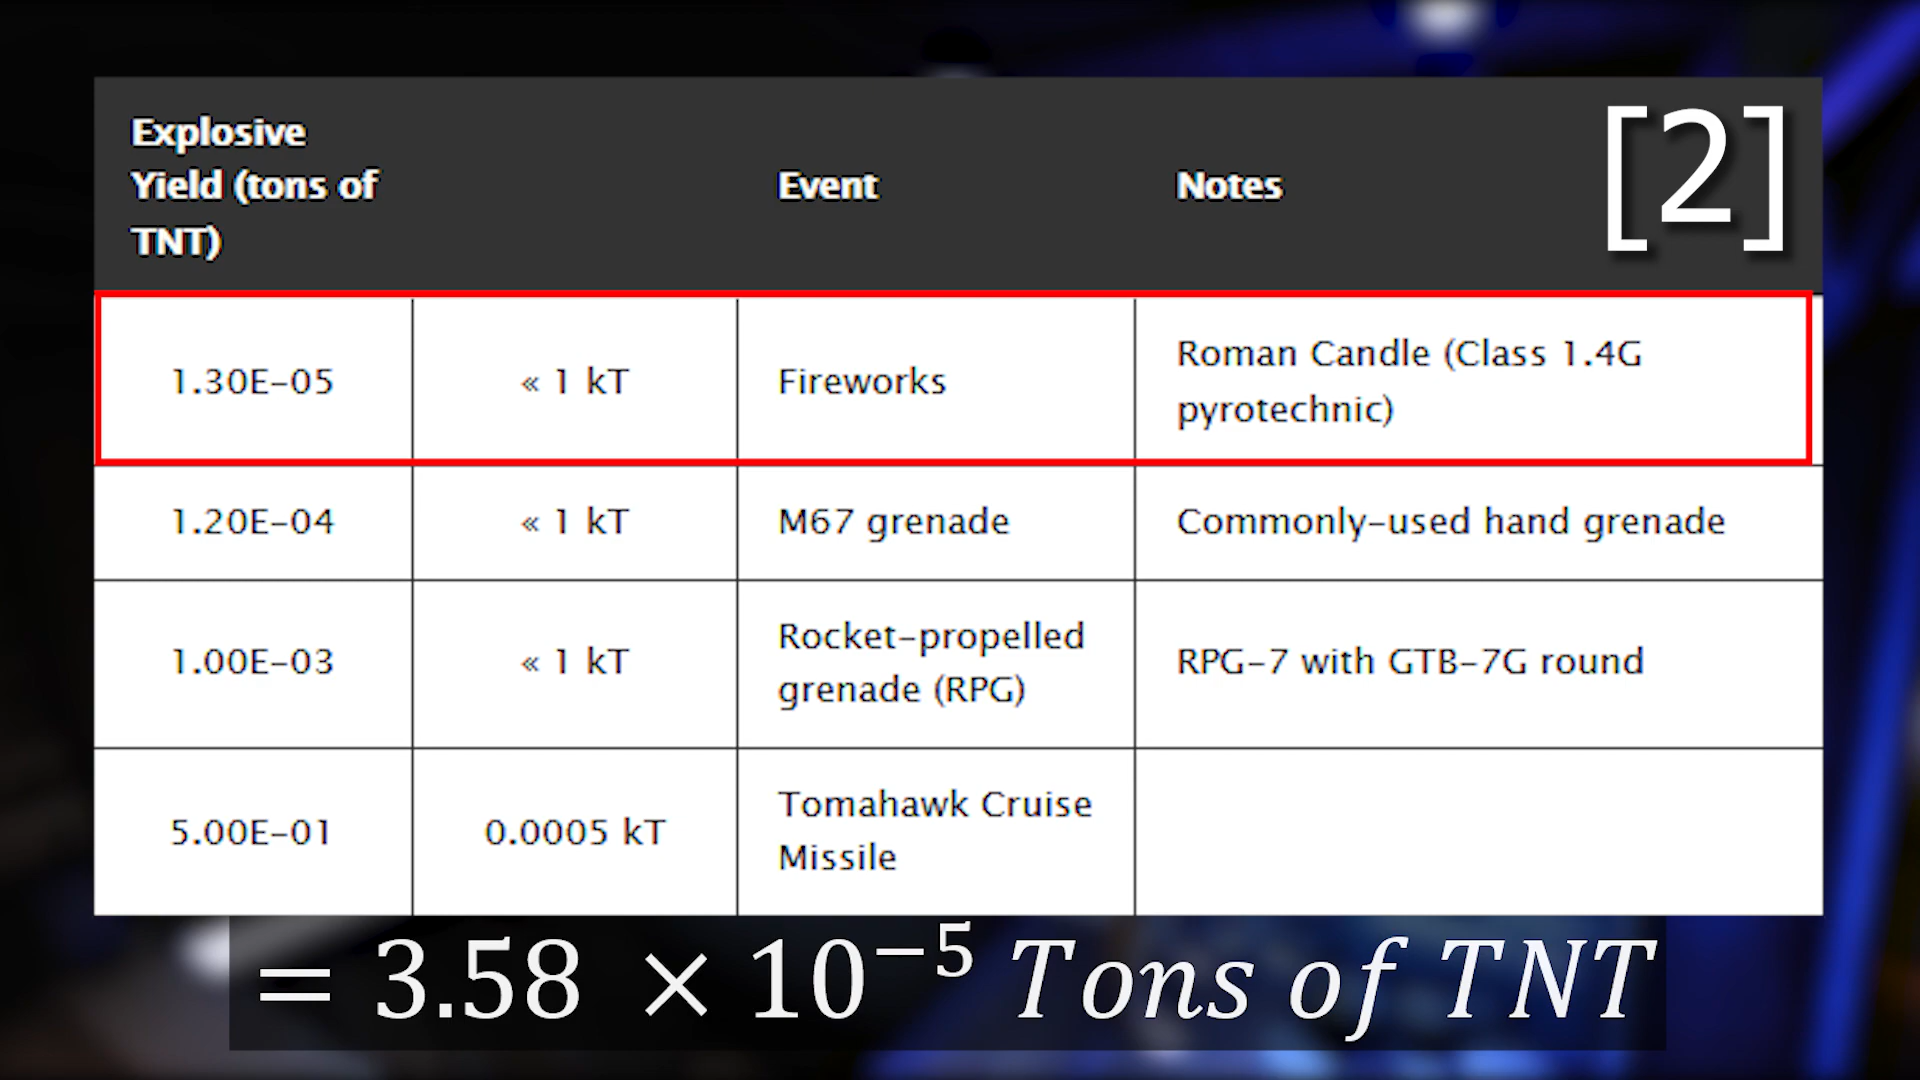 Explosive
Yield (tons of
TNT)
Event
Notes
[2]
1.30E-05
« 1 kT
Fireworks
Roman Candle (Class 1.4G
pyrotechnic)
1.20E-04
« 1 kT
M67 grenade
Commonly-used hand grenade
1.00E-03
« 1 kT
Rocket-propelled
grenade (RPG)
RPG-7 with GTB-7G round
5.00E-01
0.0005 kT
Tomahawk Cruise
Missile
= 3.58 × 10⁻⁵ Tons of TNT